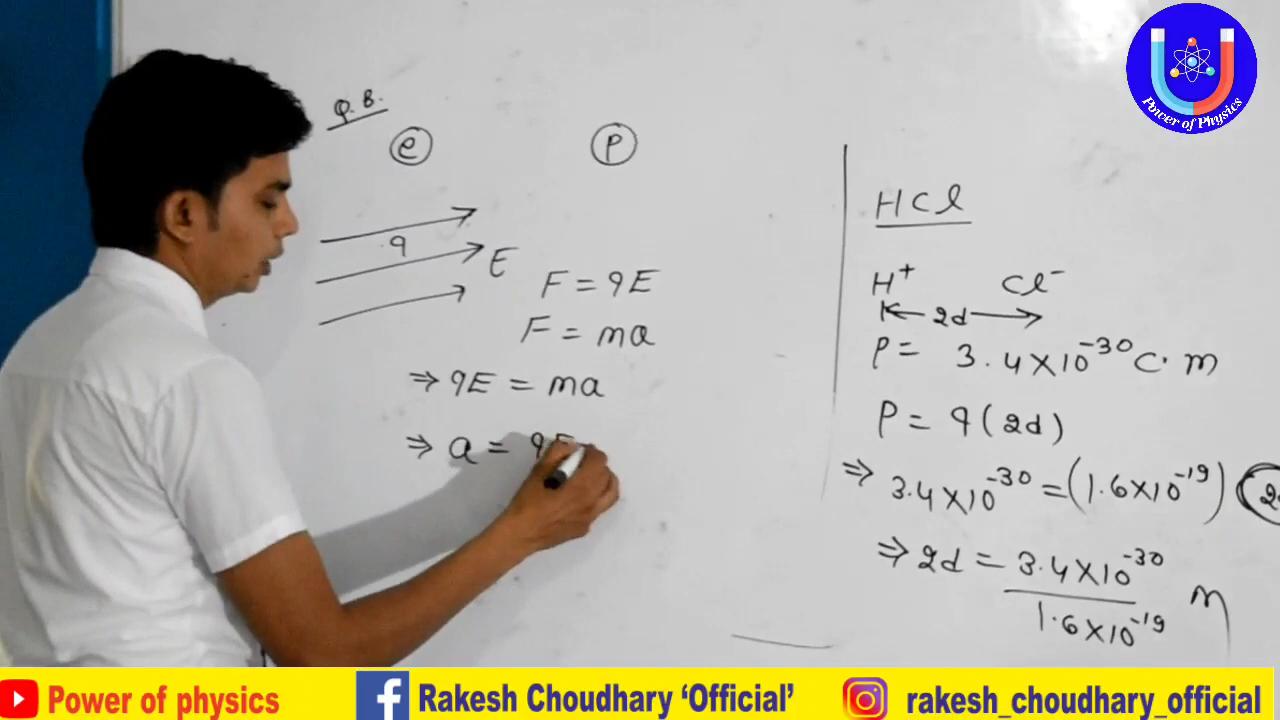 Q. B.
e P
q
E
F = qE
F = ma
⇒ qE = ma
⇒ a = qE
HCl
H⁺ Cl⁻
2d
P = 3.4×10⁻³⁰ C·m
P = q(2d)
⇒ 3.4×10⁻³⁰ = (1.6×10⁻¹⁹)
⇒ 2d = 3.4×10⁻³⁰
1.6×10⁻¹⁹ m
Power of Physics
Power of physics
Rakesh Choudhary ‘Official’
rakesh_choudhary_official